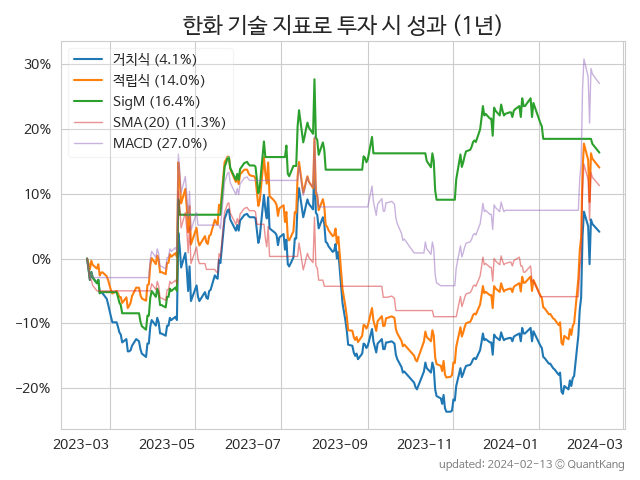 한화 기술 지표로 투자 시 성과 (1년)
거치식 (4.1%)
적립식 (14.0%)
SigM (16.4%)
SMA(20) (11.3%)
MACD (27.0%)
30%
20%
10%
0%
−10%
−20%
2023-03 2023-05 2023-07 2023-09 2023-11 2024-01 2024-03
updated: 2024-02-13 ⓒ QuantKang